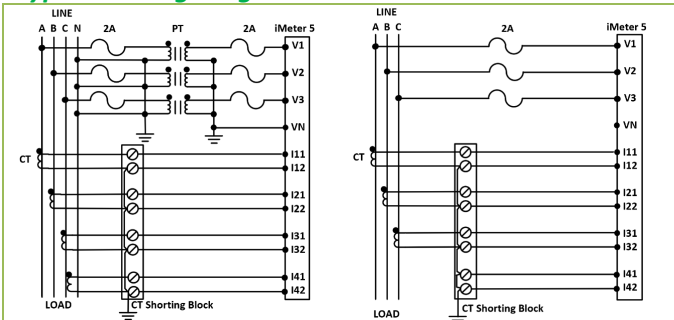 LINE
A B C N 2A PT 2A iMeter 5
V1
V2
V3
VN
CT
I11
I12
I21
I22
I31
I32
I41
I42
LOAD
CT Shorting Block
LINE
A B C 2A iMeter 5
V1
V2
V3
VN
CT
I11
I12
I21
I22
I31
I32
I41
I42
LOAD
CT Shorting Block